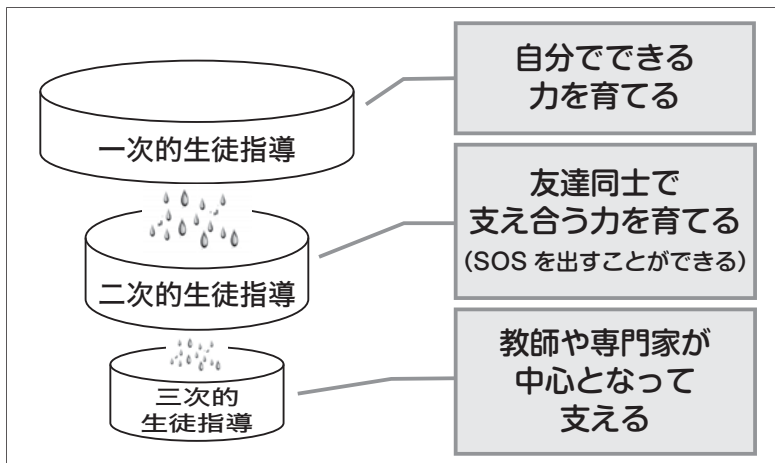 一次的生徒指導
自分でできる
力を育てる
二次的生徒指導
友達同士で
支え合う力を育てる
(SOS を出すことができる)
三次的
生徒指導
教師や専門家が
中心となって
支える